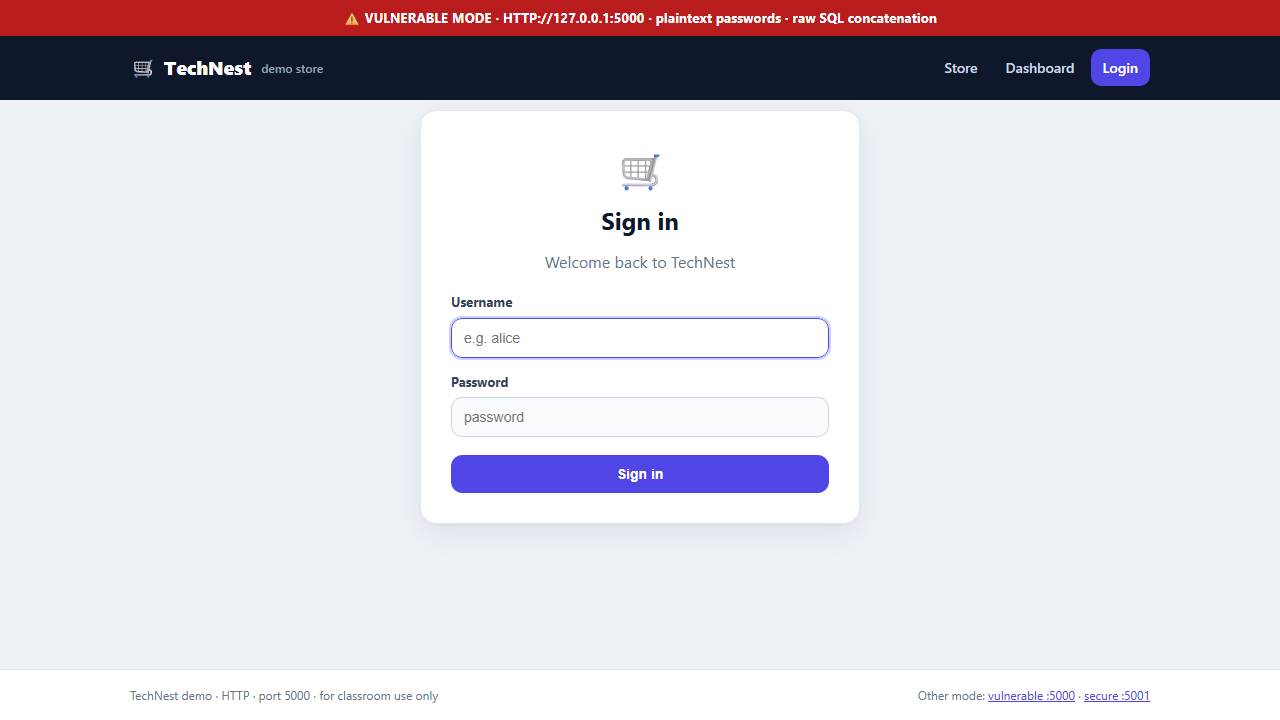 ⚠ VULNERABLE MODE · HTTP://127.0.0.1:5000 · plaintext passwords · raw SQL concatenation
TechNest demo store Store Dashboard Login
Sign in
Welcome back to TechNest
Username
e.g. alice
Password
password
Sign in
TechNest demo · HTTP · port 5000 · for classroom use only Other mode: vulnerable :5000 · secure :5001